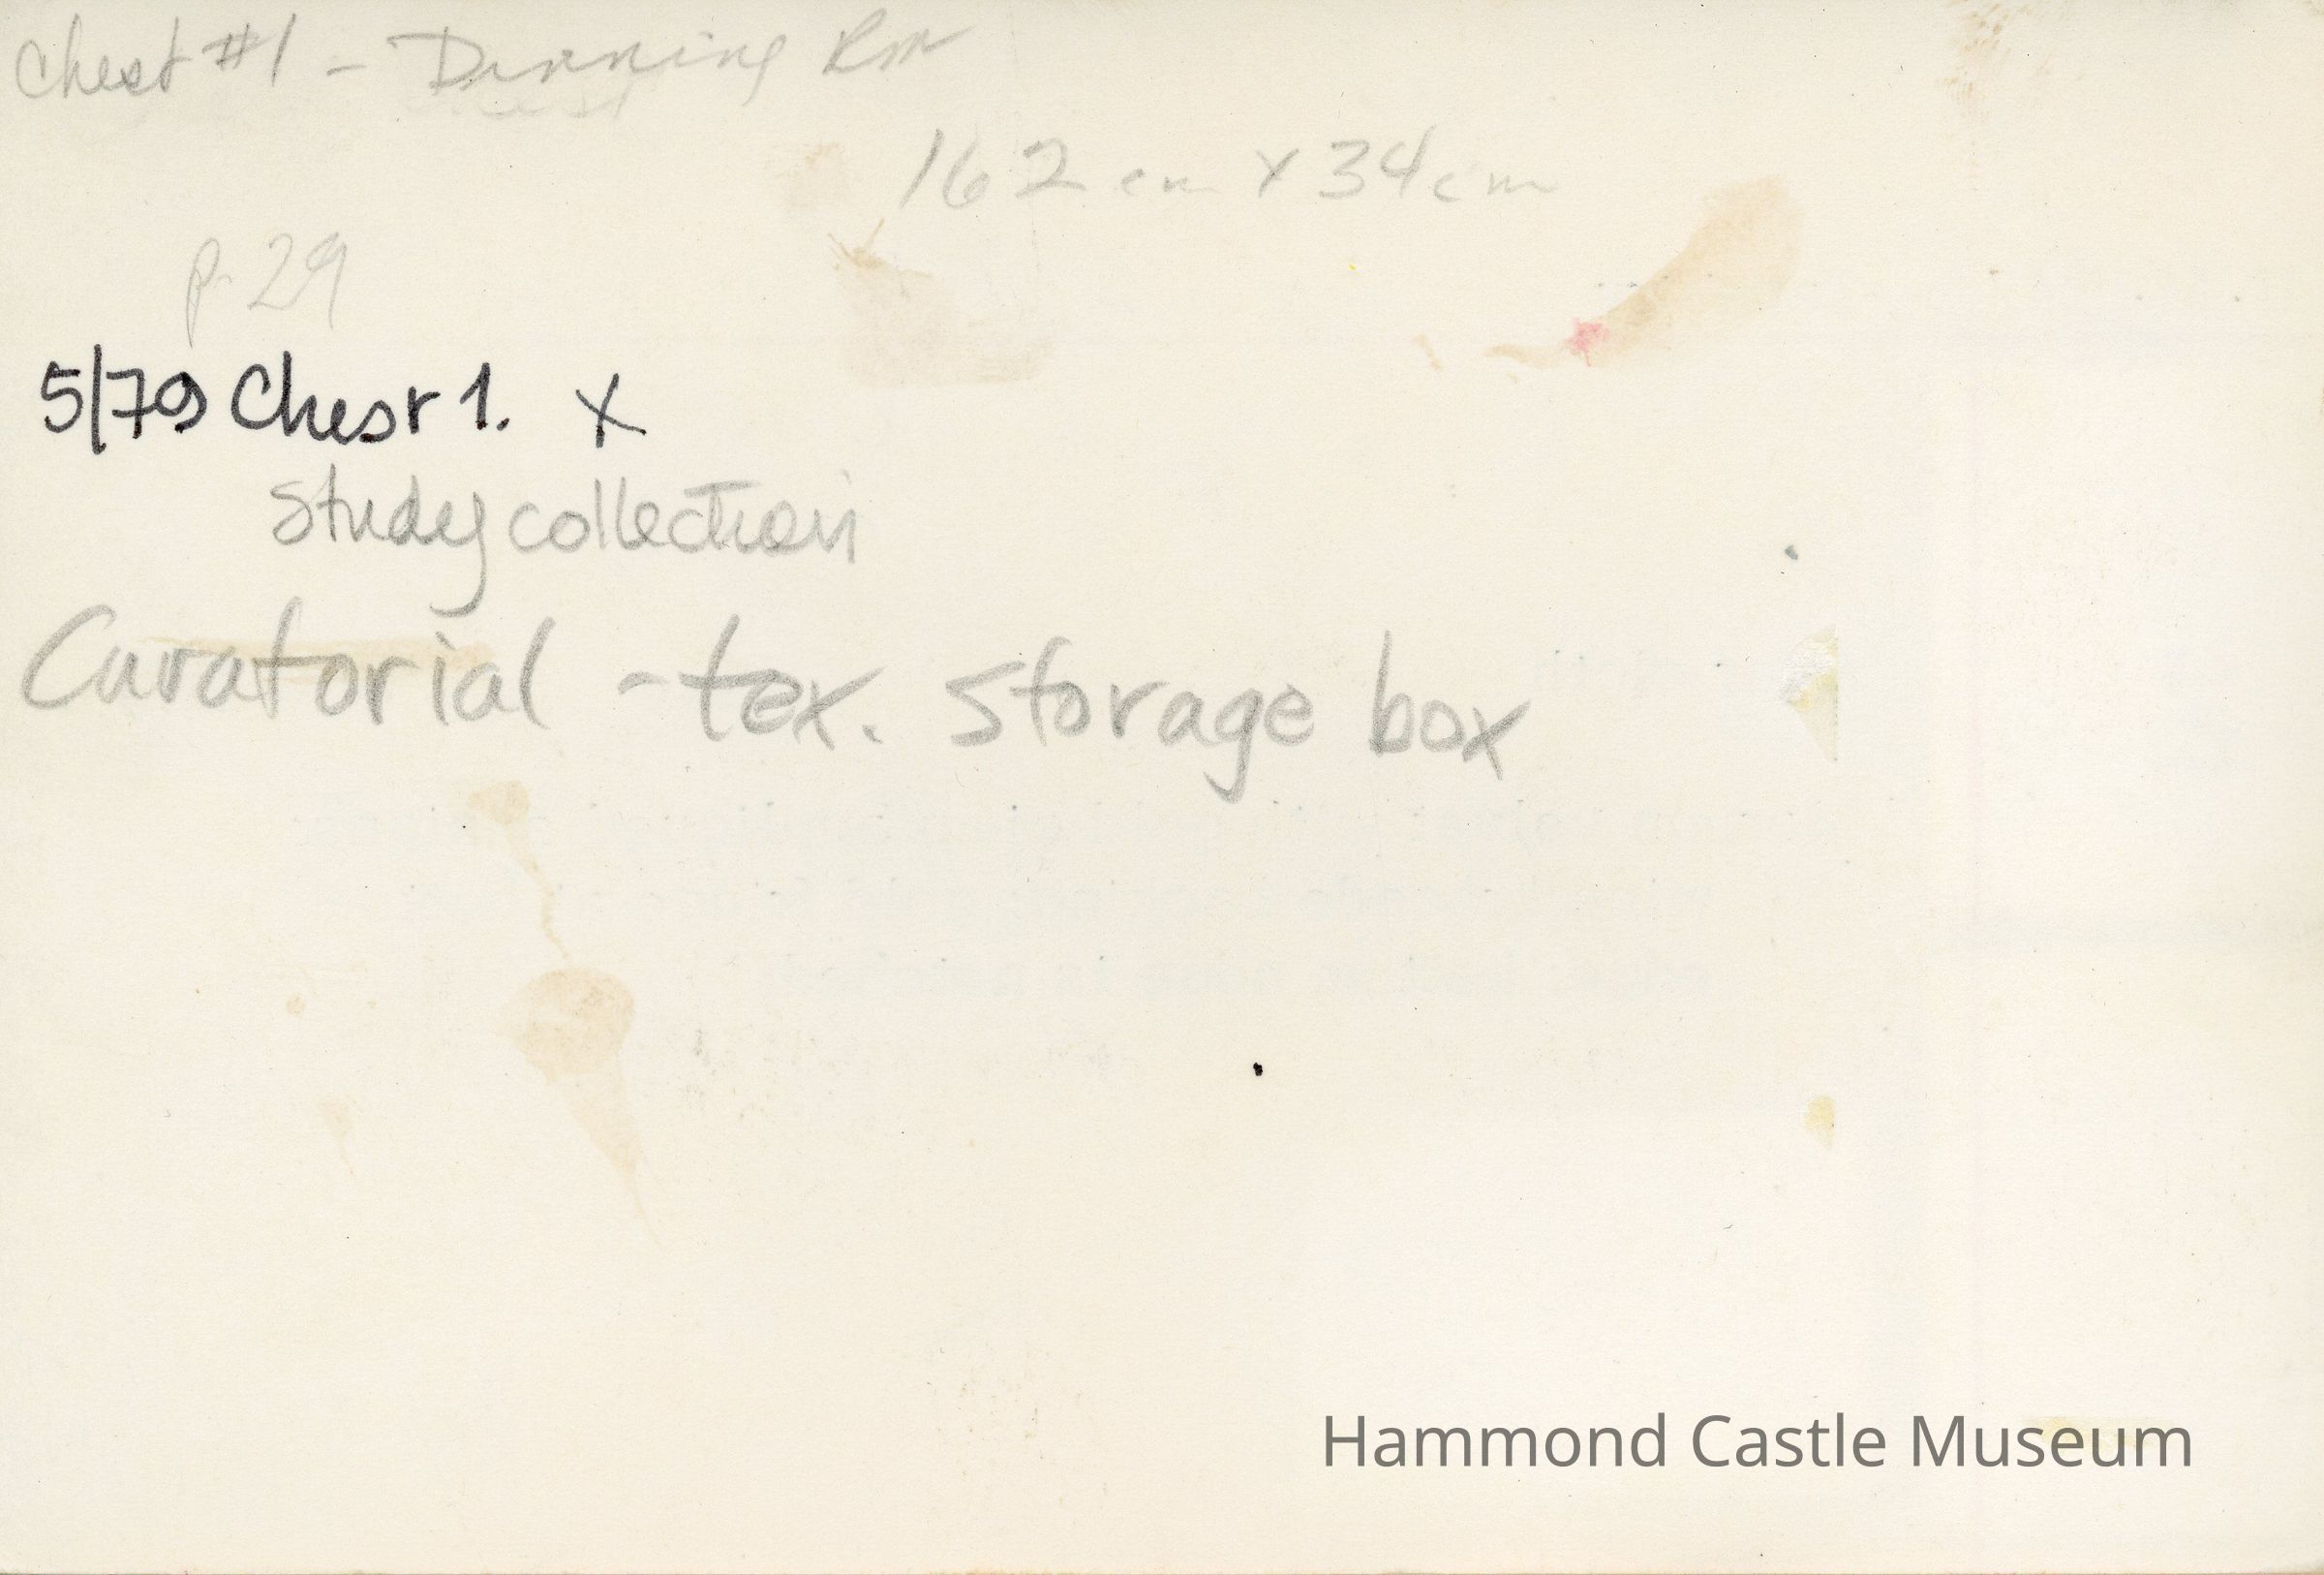 Chest #1 - Dinning Rm
162 cm x 34 cm
p. 29
5/79 Chest 1. X
Study collection
Curatorial - tex. storage box
Hammond Castle Museum